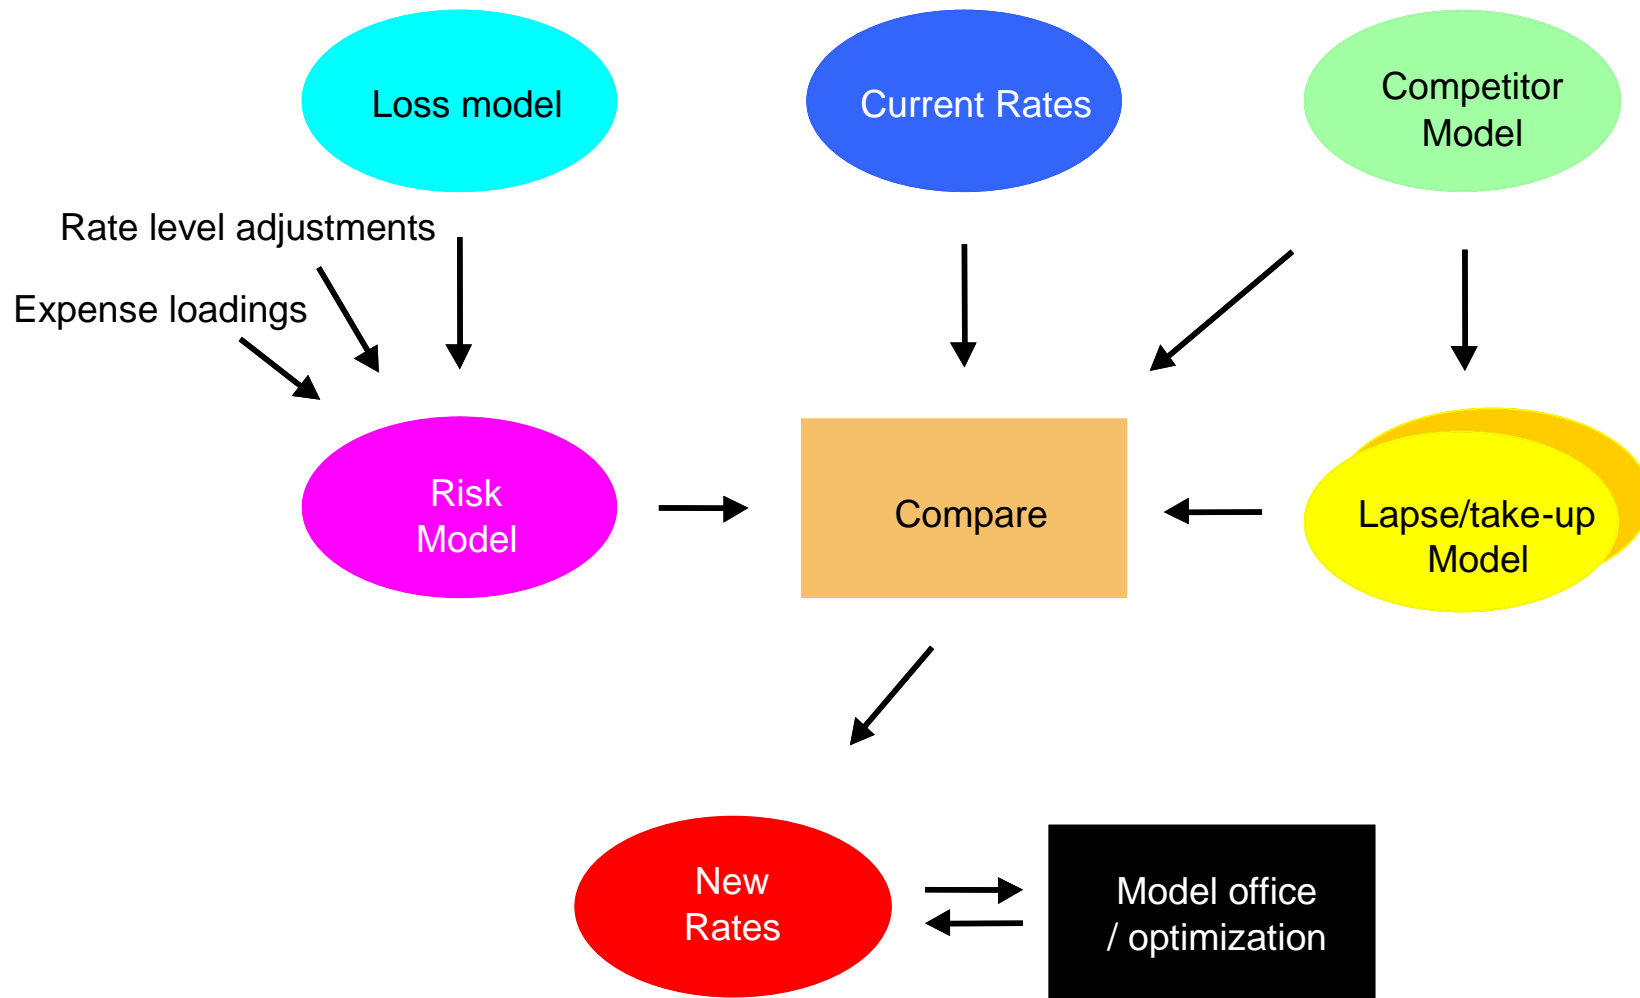 Loss model
Current Rates
Competitor
Model
Rate level adjustments
Expense loadings
Risk
Model
Compare
Lapse/take-up
Model
New
Rates
Model office
/ optimization